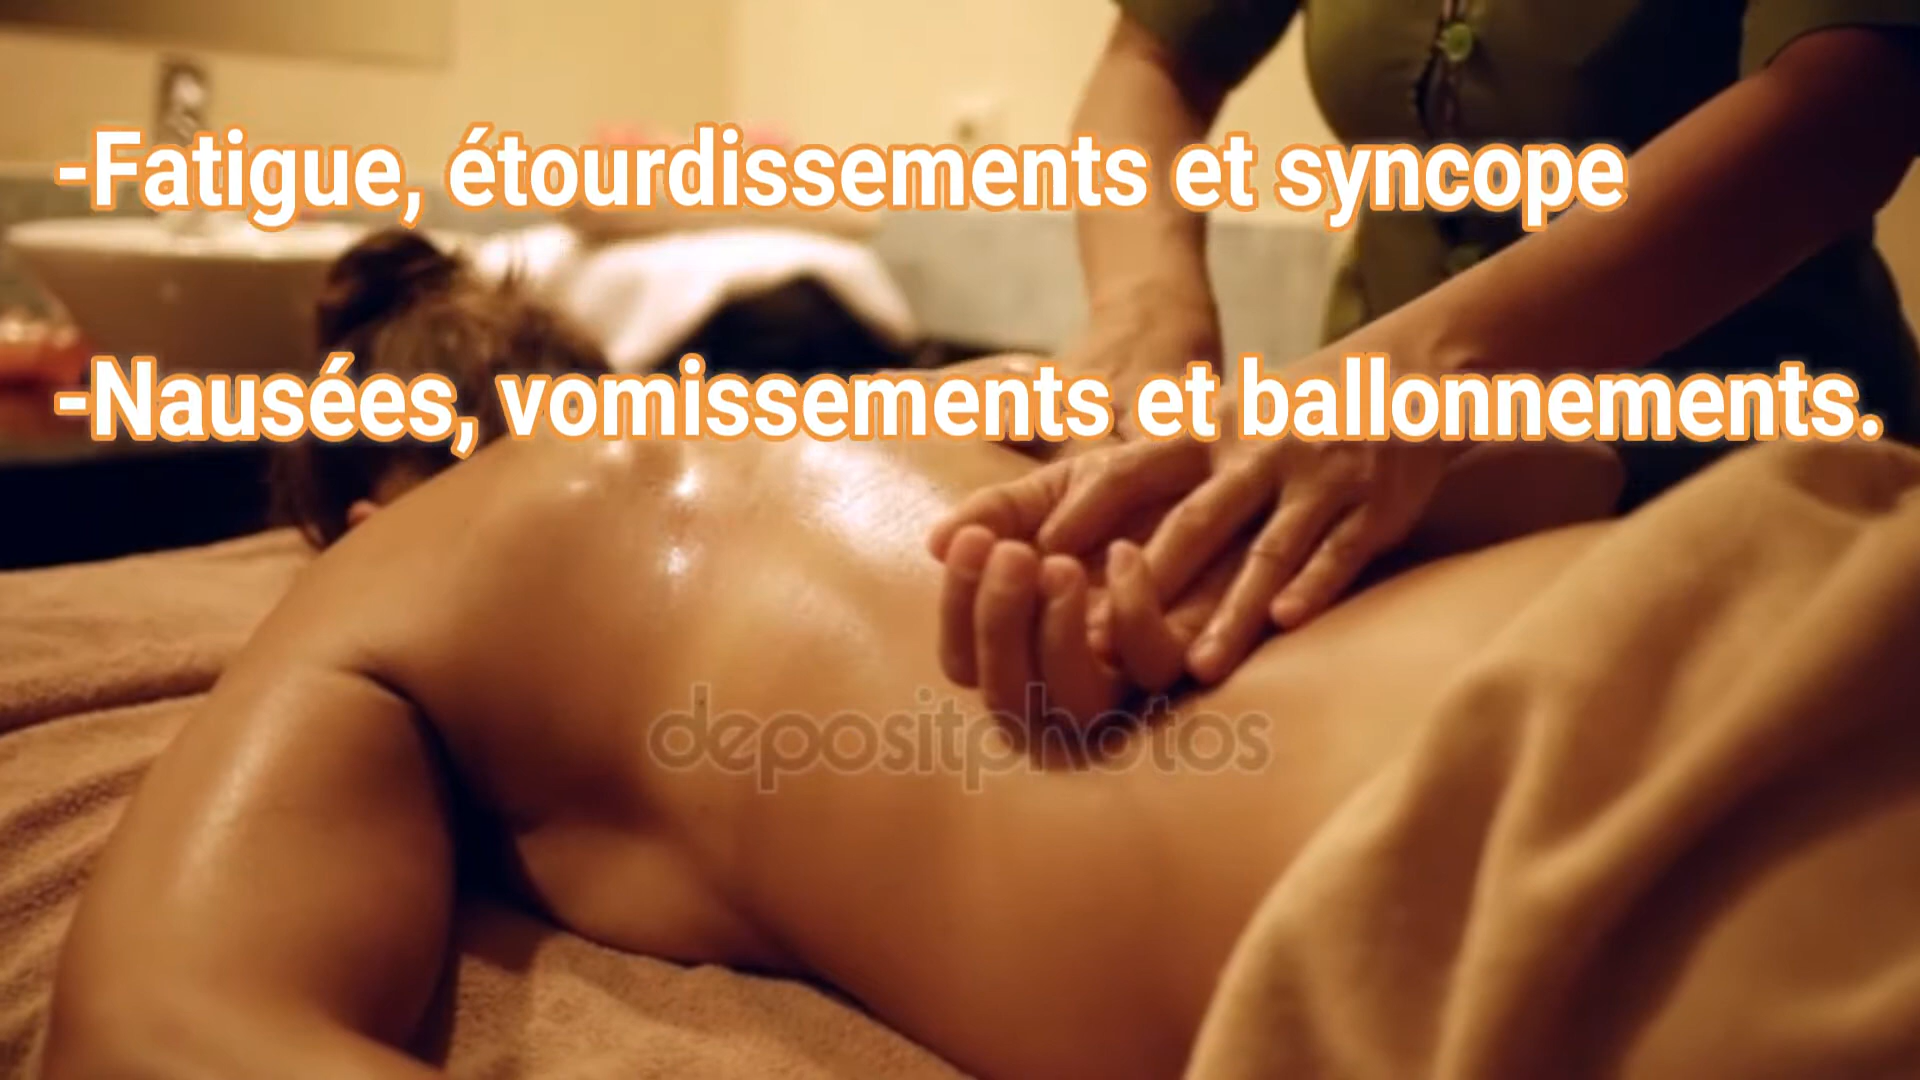 -Fatigue, étourdissements et syncope
-Nausées, vomissements et ballonnements.
depositphotos